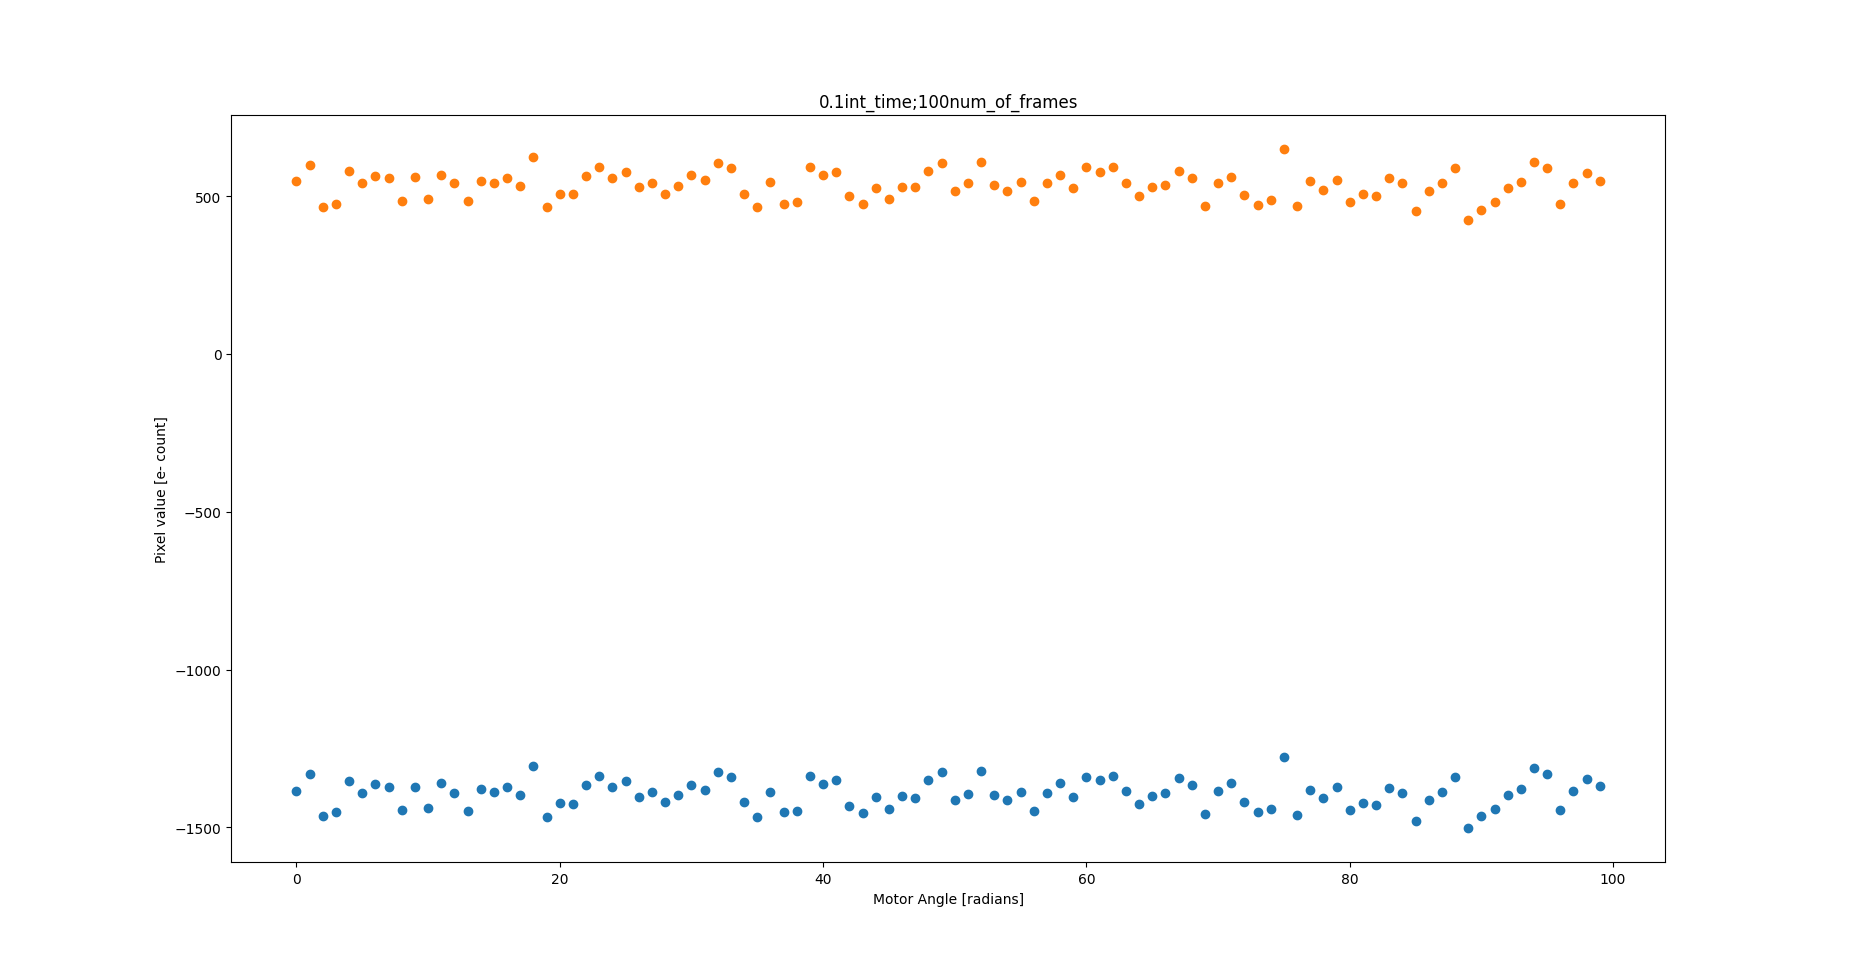 0.1int_time;100num_of_frames
500
0
−500
−1000
−1500
Pixel value [e- count]
0 20 40 60 80 100
Motor Angle [radians]